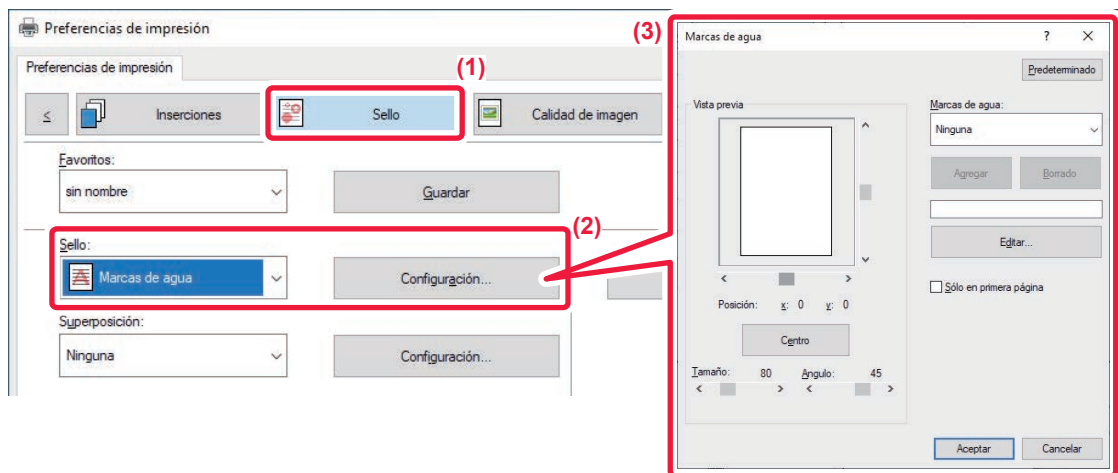 Preferencias de impresión
Preferencias de impresión
(1)
< Inserciones Sello Calidad de imagen
Favoritos:
sin nombre Guardar
(2)
Sello:
Marcas de agua Configuración...
Superposición:
Ninguna Configuración...
(3)
Marcas de agua ? X
Predeterminado
Vista previa Marcas de agua:
Ninguna
Agregar Borrado
Editar...
Sólo en primera página
Posición: x: 0 y: 0
Centro
Tamaño: 80 Angulo: 45
Aceptar Cancelar